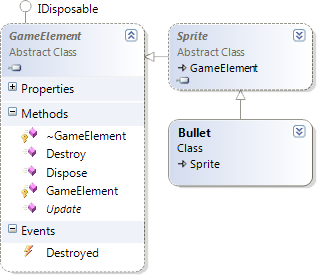 IDisposable
GameElement
Abstract Class
Properties
Methods
~GameElement
Destroy
Dispose
GameElement
Update
Events
Destroyed
Sprite
Abstract Class
GameElement
Bullet
Class
Sprite